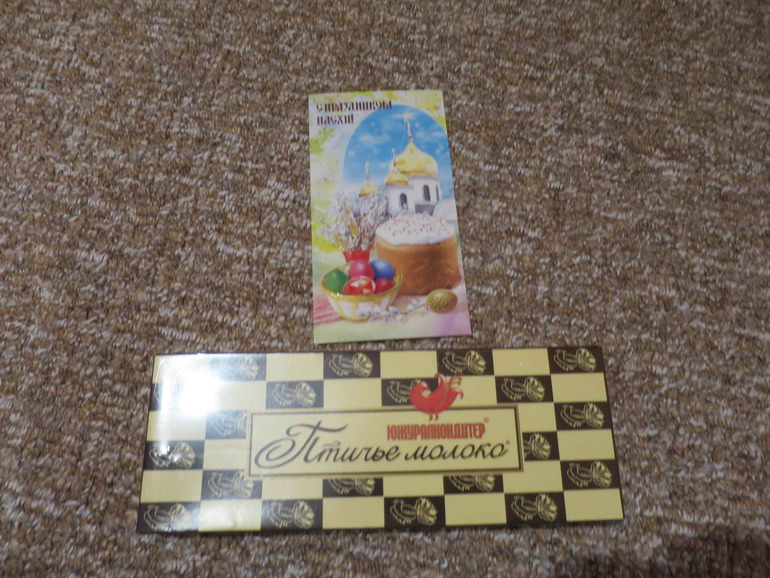 С ПРАЗДНИКОМ
ПАСХИ
ЮЖУРАЛКОНДИТЕР®
Птичье молоко®